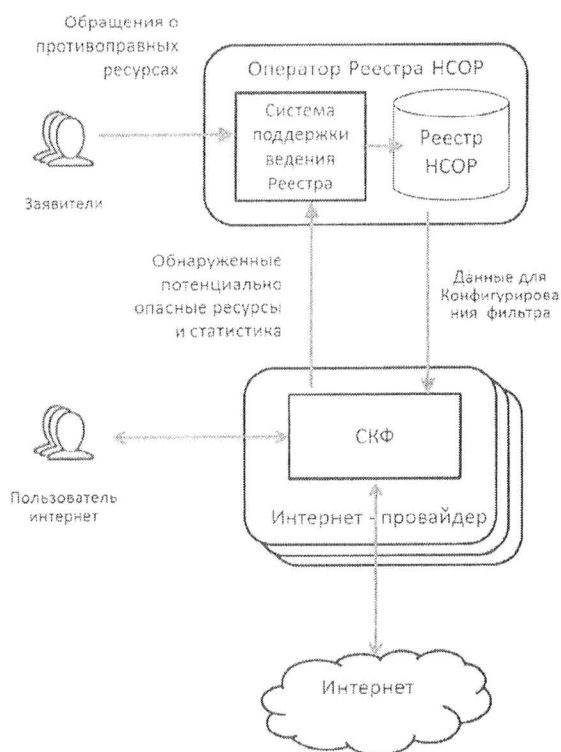 Обращения о
противоправных
ресурсах
Оператор Реестра НСОР
Система
поддержки
ведения
Реестра
Реестр
НСОР
Заявители
Обнаруженные
потенциально
опасные ресурсы
и статистика
Данные для
Конфигурирова
ния фильтра
СКФ
Пользователь
интернет
Интернет - провайдер
Интернет